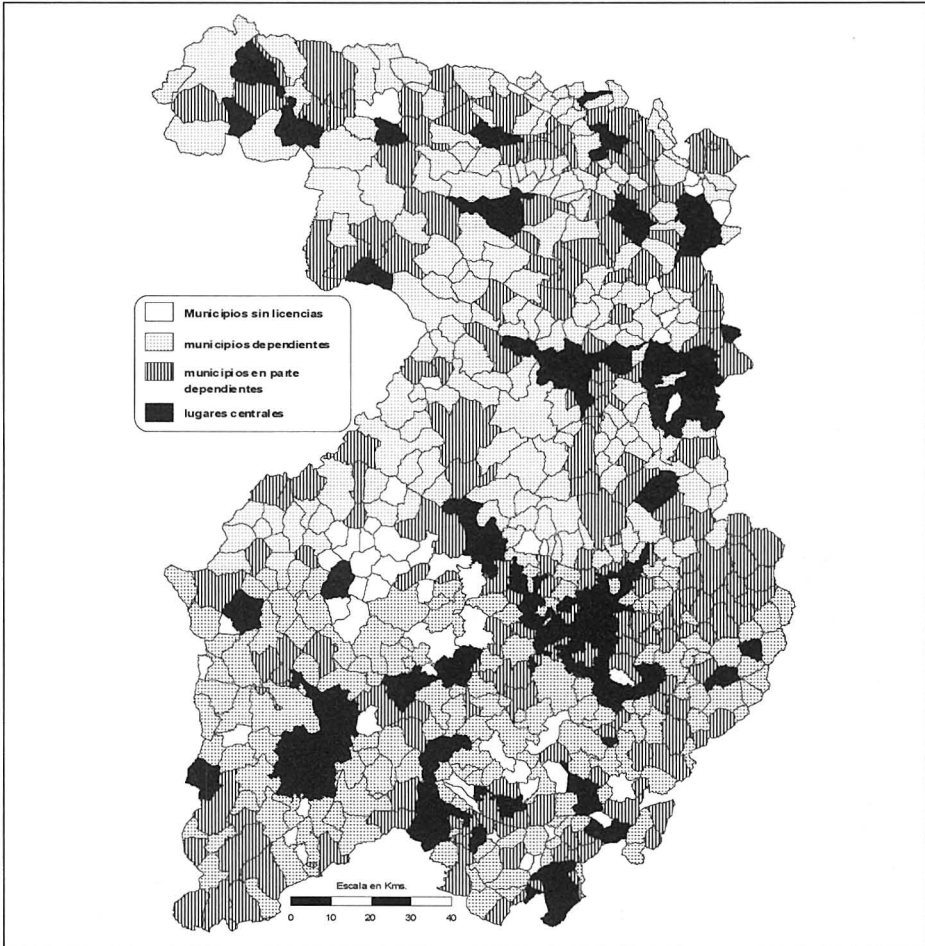 Municipios sin licencias
municipios dependientes
municipios en parte
dependientes
lugares centrales
Escala en Kms.
0 10 20 30 40